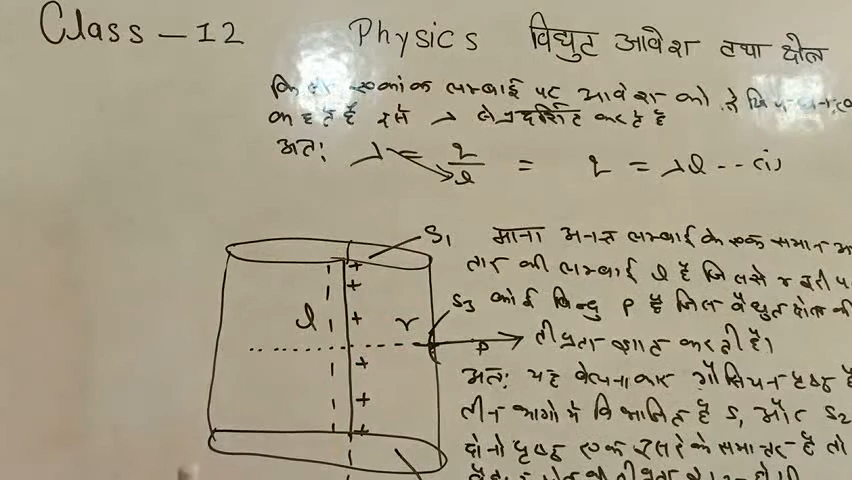 Class - 12 Physics विद्युत आवेश तथा क्षेत्र
एकांक लम्बाई पर आवेश को
कहते हैं इसे λ से प्रदर्शित करते है
अतः λ = q/l = q = λl -- (i)
S₁ माना अनन्त लम्बाई के एक समान
तार की लम्बाई l है जिससे r दूरी प
S₃ कोई बिन्दु P है जिस वैद्युत क्षेत्र की
l + + + + + + r P तीव्रता ज्ञात करनी है।
अतः यह बेलनाकार गौसियन पृष्ठ है
तीन भागो में विभाजित है S₁ और S₂
दोनो पृष्ठ एक दूसरे के समान्तर है तो